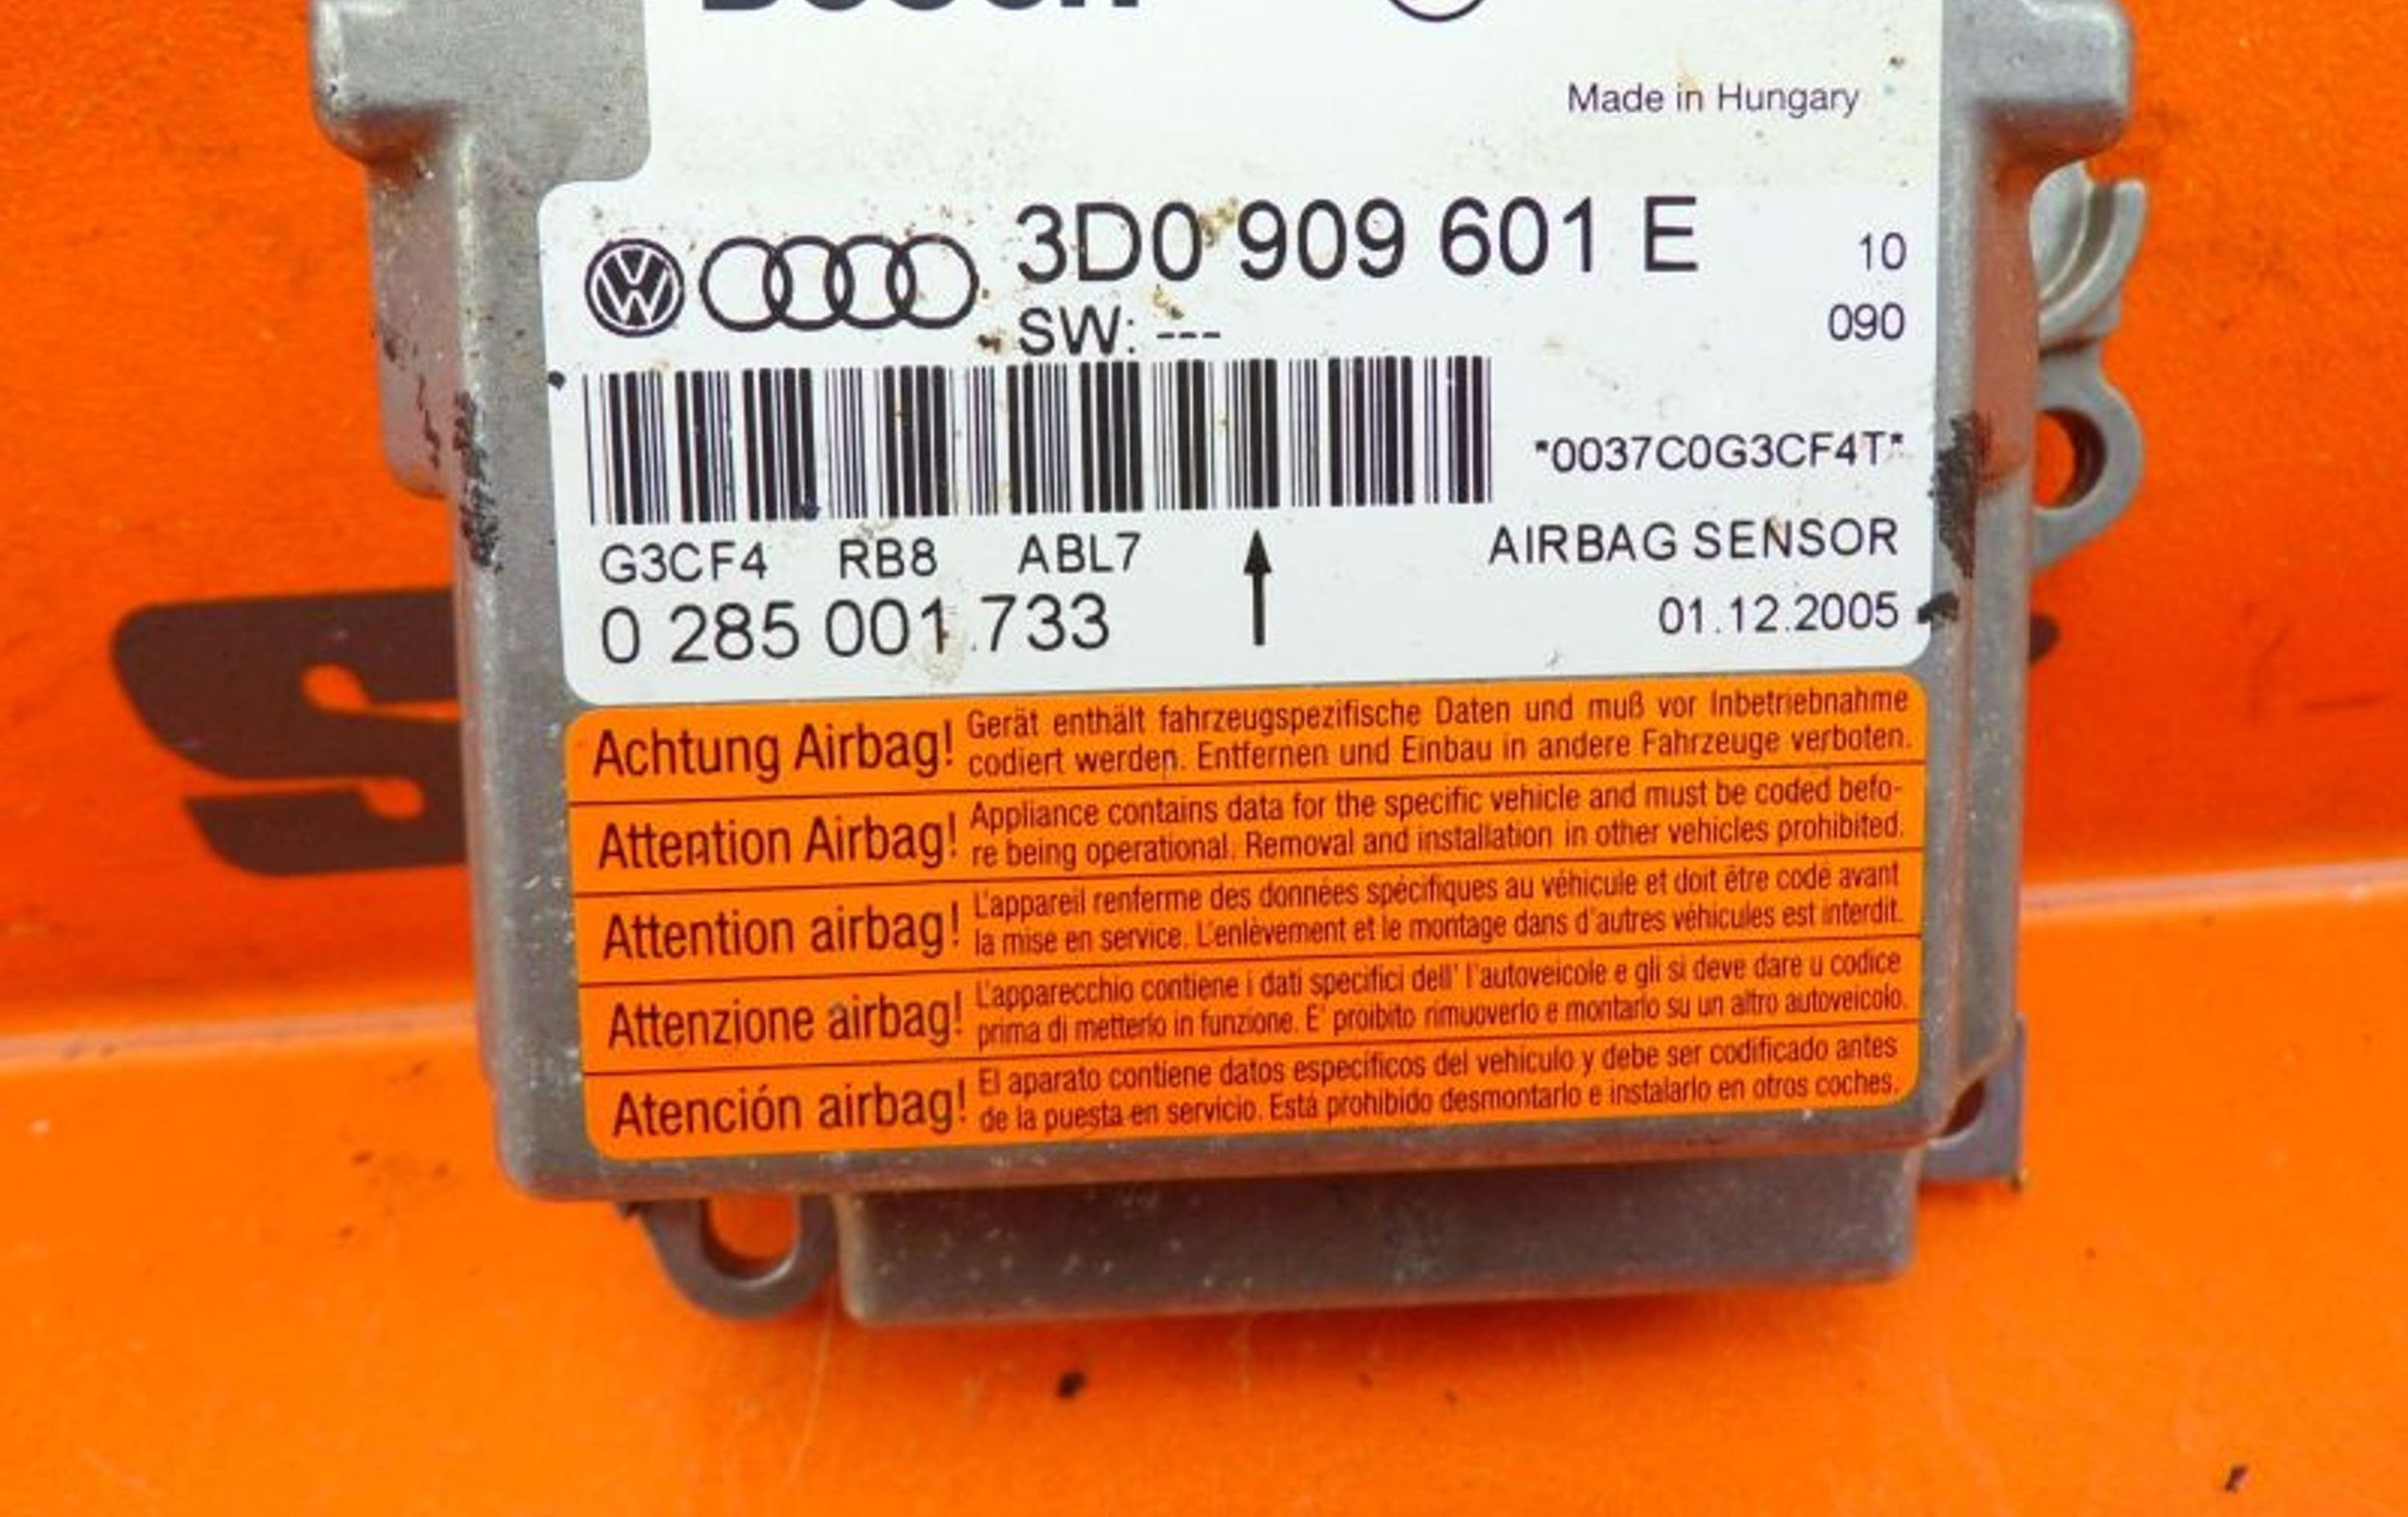 BOSCH
Made in Hungary
3D0 909 601 E
10
SW: ---
090
*0037C0G3CF4T*
G3CF4 RB8 ABL7
AIRBAG SENSOR
0 285 001 733
01.12.2005
Achtung Airbag!
Gerät enthält fahrzeugspezifische Daten und muß vor Inbetriebnahme
codiert werden. Entfernen und Einbau in andere Fahrzeuge verboten.
Attention Airbag!
Appliance contains data for the specific vehicle and must be coded befo-
re being operational. Removal and installation in other vehicles prohibited.
Attention airbag!
L'appareil renferme des données spécifiques au véhicule et doit être codé avant
la mise en service. L'enlèvement et le montage dans d'autres véhicules est interdit.
Attenzione airbag!
L'apparecchio contiene i dati specifici dell' l'autoveicole e gli si deve dare u codice
prima di metterlo in funzione. E' proibito rimuoverlo e montarlo su un altro autoveicolo.
Atención airbag!
El aparato contiene datos específicos del vehículo y debe ser codificado antes
de la puesta en servicio. Está prohibido desmontarlo e instalarlo en otros coches.